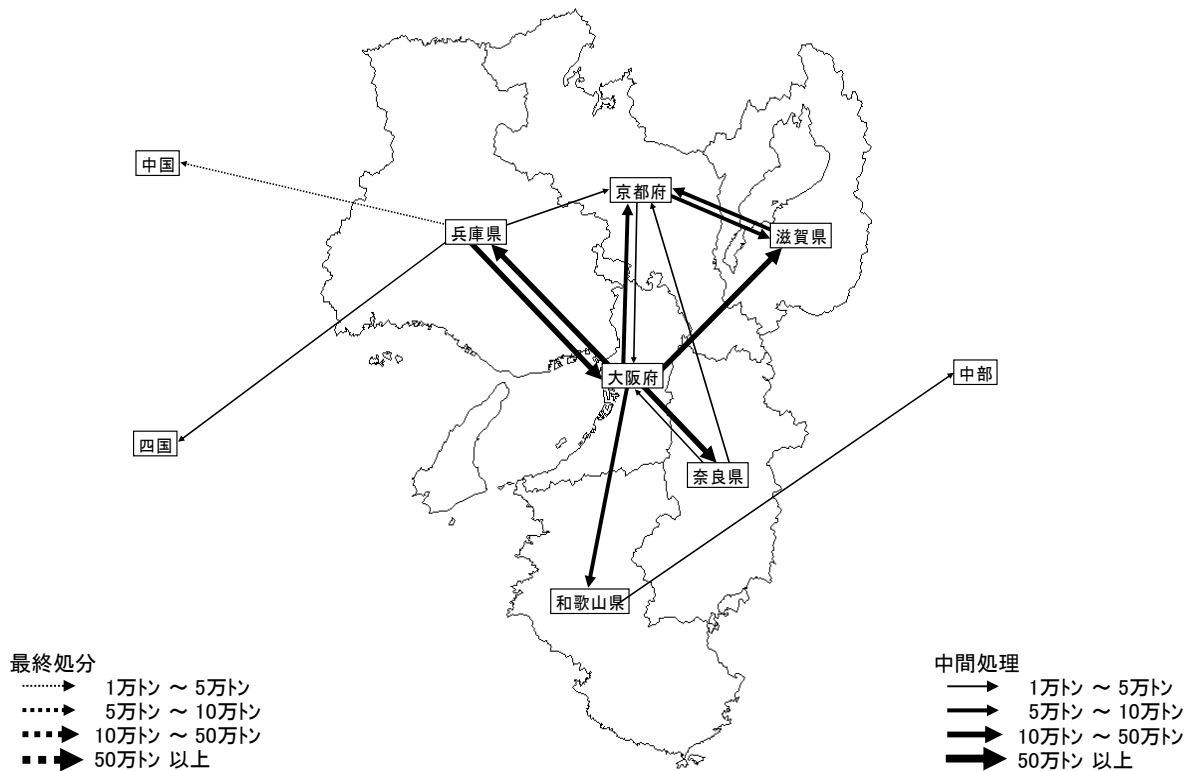 中国
京都府
兵庫県
滋賀県
大阪府
中部
四国
奈良県
和歌山県
最終処分
1万トン ～ 5万トン
5万トン ～ 10万トン
10万トン ～ 50万トン
50万トン 以上
中間処理
1万トン ～ 5万トン
5万トン ～ 10万トン
10万トン ～ 50万トン
50万トン 以上